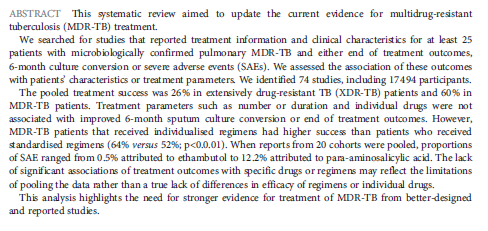 ABSTRACT This systematic review aimed to update the current evidence for multidrug-resistant
tuberculosis (MDR-TB) treatment.
We searched for studies that reported treatment information and clinical characteristics for at least 25
patients with microbiologically confirmed pulmonary MDR-TB and either end of treatment outcomes,
6-month culture conversion or severe adverse events (SAEs). We assessed the association of these outcomes
with patients' characteristics or treatment parameters. We identified 74 studies, including 17494 participants.
The pooled treatment success was 26% in extensively drug-resistant TB (XDR-TB) patients and 60% in
MDR-TB patients. Treatment parameters such as number or duration and individual drugs were not
associated with improved 6-month sputum culture conversion or end of treatment outcomes. However,
MDR-TB patients that received individualised regimens had higher success than patients who received
standardised regimens (64% versus 52%; p<0.0.01). When reports from 20 cohorts were pooled, proportions
of SAE ranged from 0.5% attributed to ethambutol to 12.2% attributed to para-aminosalicylic acid. The lack
of significant associations of treatment outcomes with specific drugs or regimens may reflect the limitations
of pooling the data rather than a true lack of differences in efficacy of regimens or individual drugs.
This analysis highlights the need for stronger evidence for treatment of MDR-TB from better-designed
and reported studies.